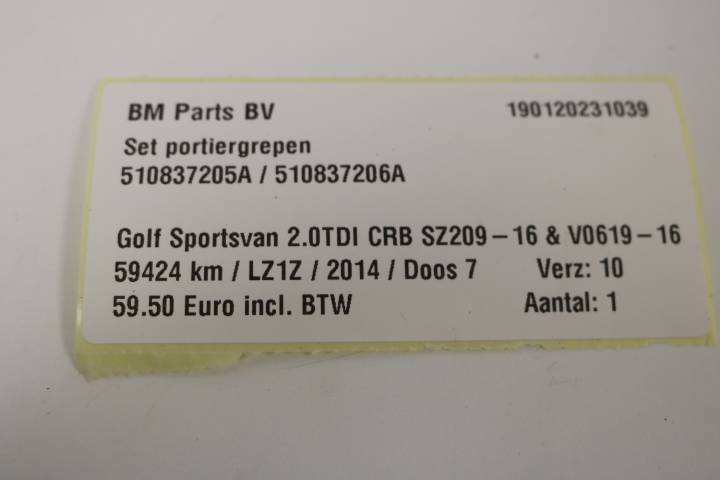 BM Parts BV 190120231039
Set portiergrepen
510837205A / 510837206A
Golf Sportsvan 2.0TDI CRB SZ209-16 & V0619-16
59424 km / LZ1Z / 2014 / Doos 7 Verz: 10
59.50 Euro incl. BTW Aantal: 1